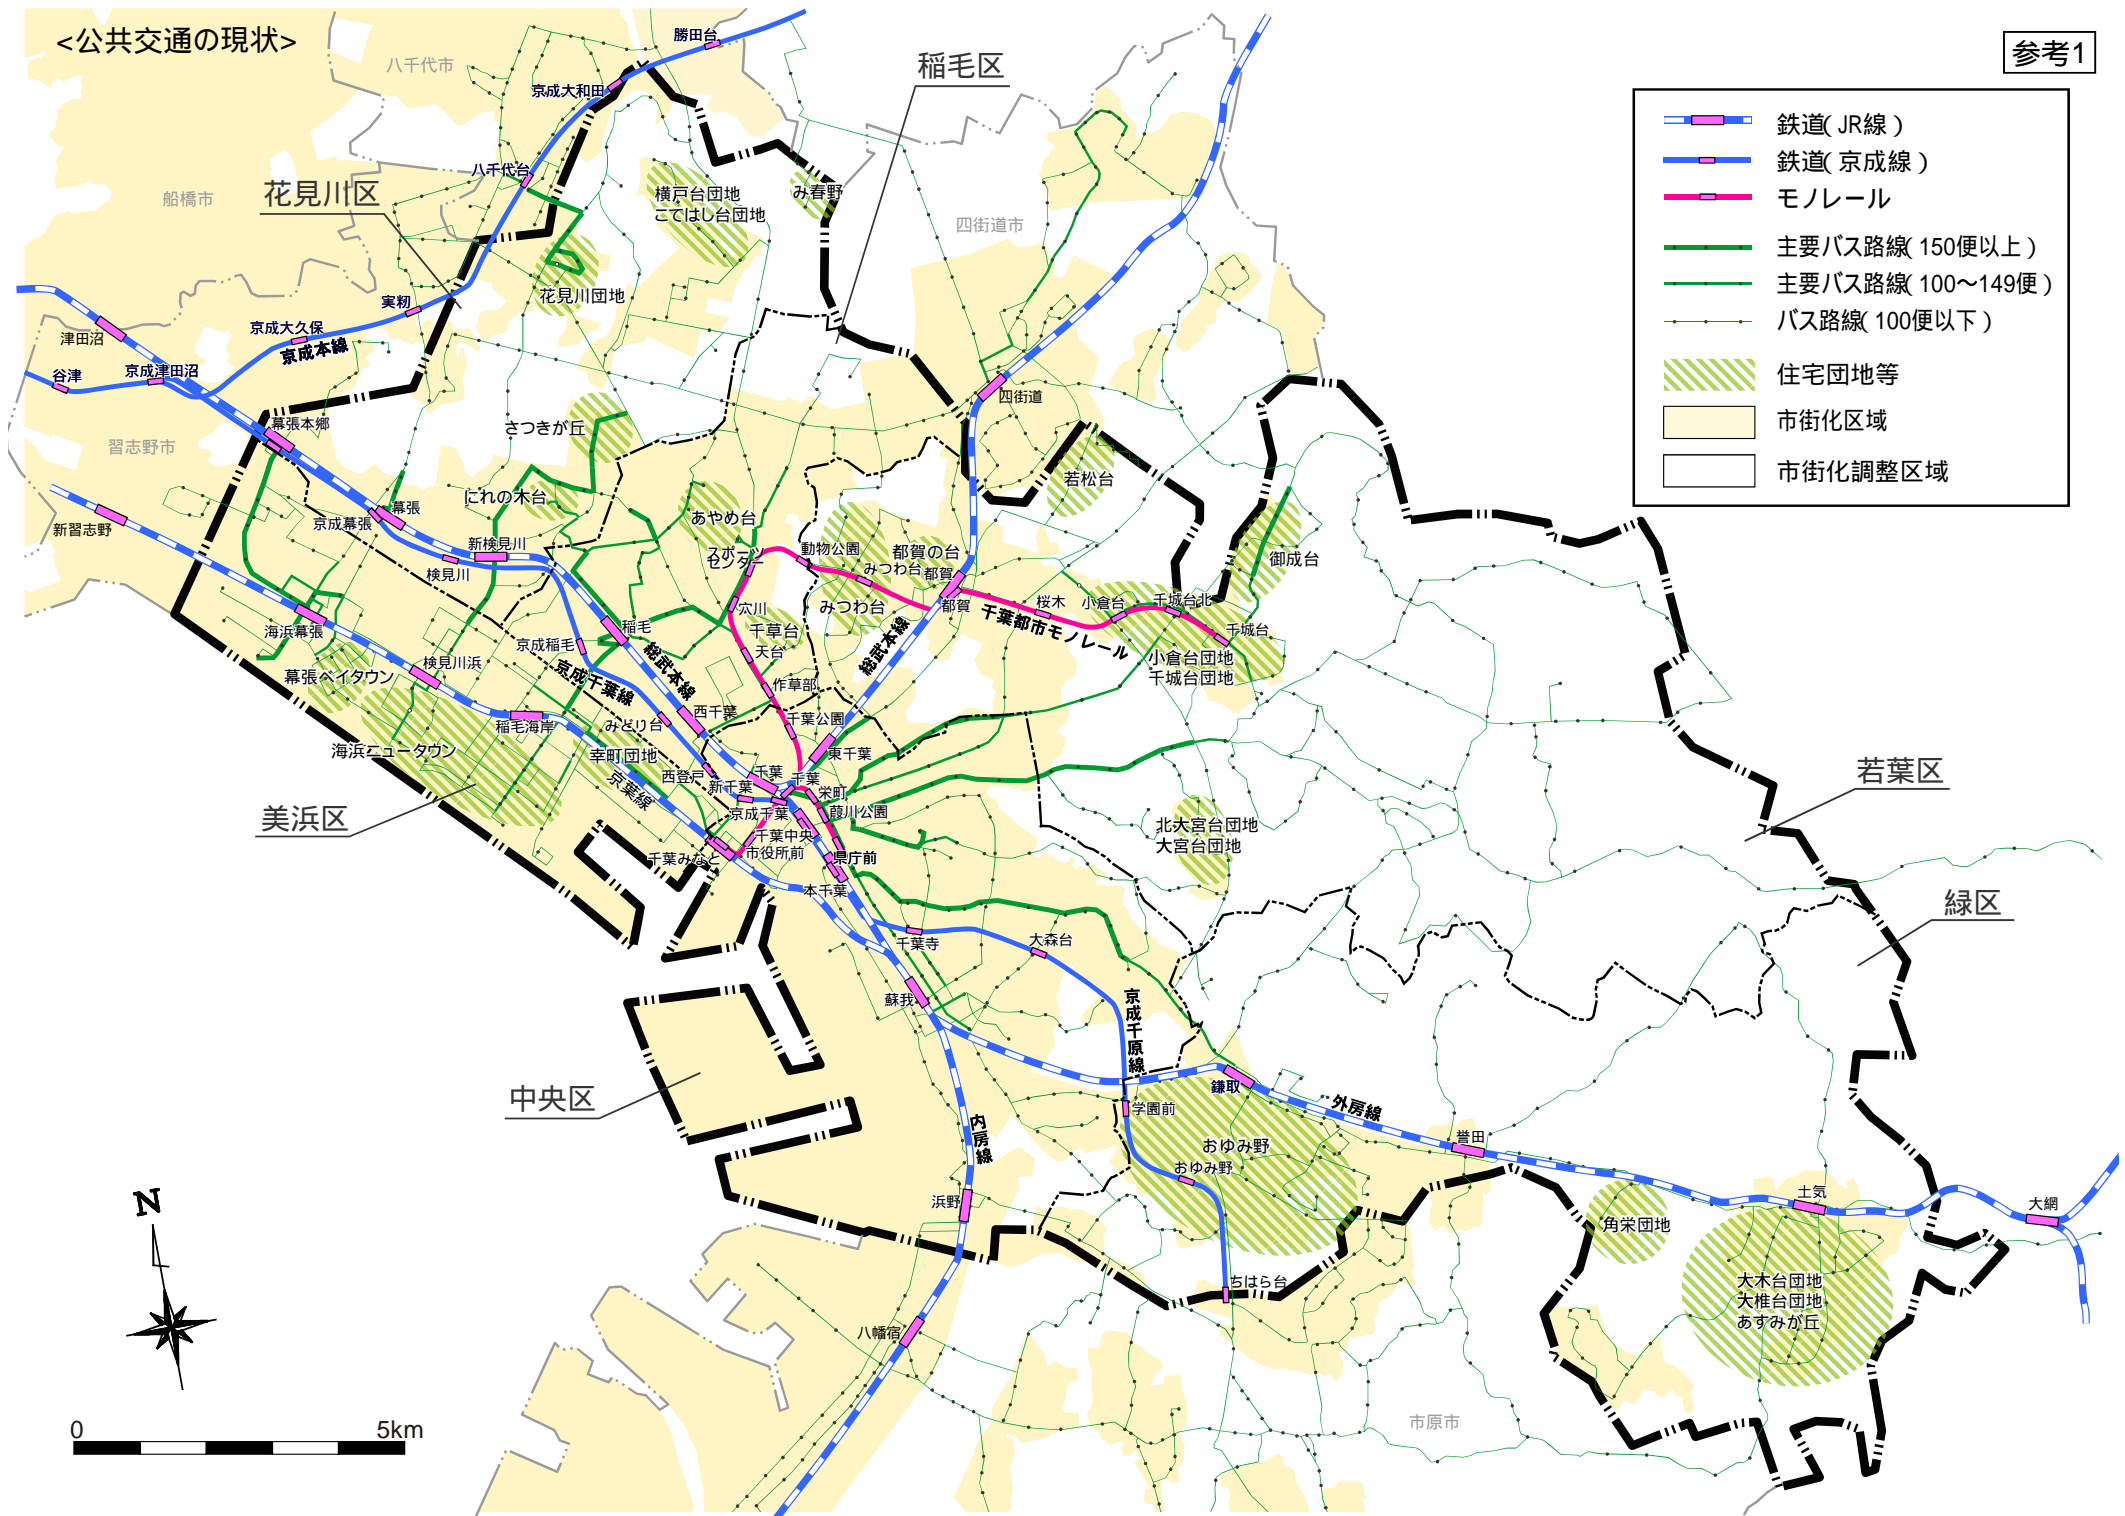 <公共交通の現状>
参考1
鉄道(JR線)
鉄道(京成線)
モノレール
主要バス路線(150便以上)
主要バス路線(100〜149便)
バス路線(100便以下)
住宅団地等
市街化区域
市街化調整区域
勝田台
八千代市
稲毛区
京成大和田
八千代台
船橋市
花見川区
横戸台団地
こてはし台団地
み春野
四街道市
花見川団地
実籾
京成大久保
京成本線
津田沼
谷津
京成津田沼
四街道
幕張本郷
習志野市
さつきが丘
若松台
にれの木台
幕張
京成幕張
あやめ台
新習志野
新検見川
検見川
スポーツ
センター
動物公園
都賀の台
みつわ台
都賀
御成台
穴川
みつわ台
都賀
桜木
小倉台
千城台北
海浜幕張
稲毛
千草台
千葉都市モノレール
千城台
京成稲毛
総武本線
天台
総武本線
小倉台団地
千城台団地
検見川浜
幕張ベイタウン
京成千葉線
作草部
西千葉
千葉公園
稲毛海岸
みどり台
海浜ニュータウン
幸町団地
東千葉
京葉線
西登戸
千葉
千葉
新千葉
栄町
若葉区
美浜区
京成千葉
葭川公園
千葉中央
北大宮台団地
大宮台団地
千葉みなと
市役所前
県庁前
本千葉
緑区
千葉寺
大森台
蘇我
京成千原線
中央区
鎌取
学園前
外房線
内房線
誉田
おゆみ野
おゆみ野
浜野
土気
大網
角栄団地
ちはら台
大木台団地
大椎台団地
あすみが丘
八幡宿
市原市
N
0 5km